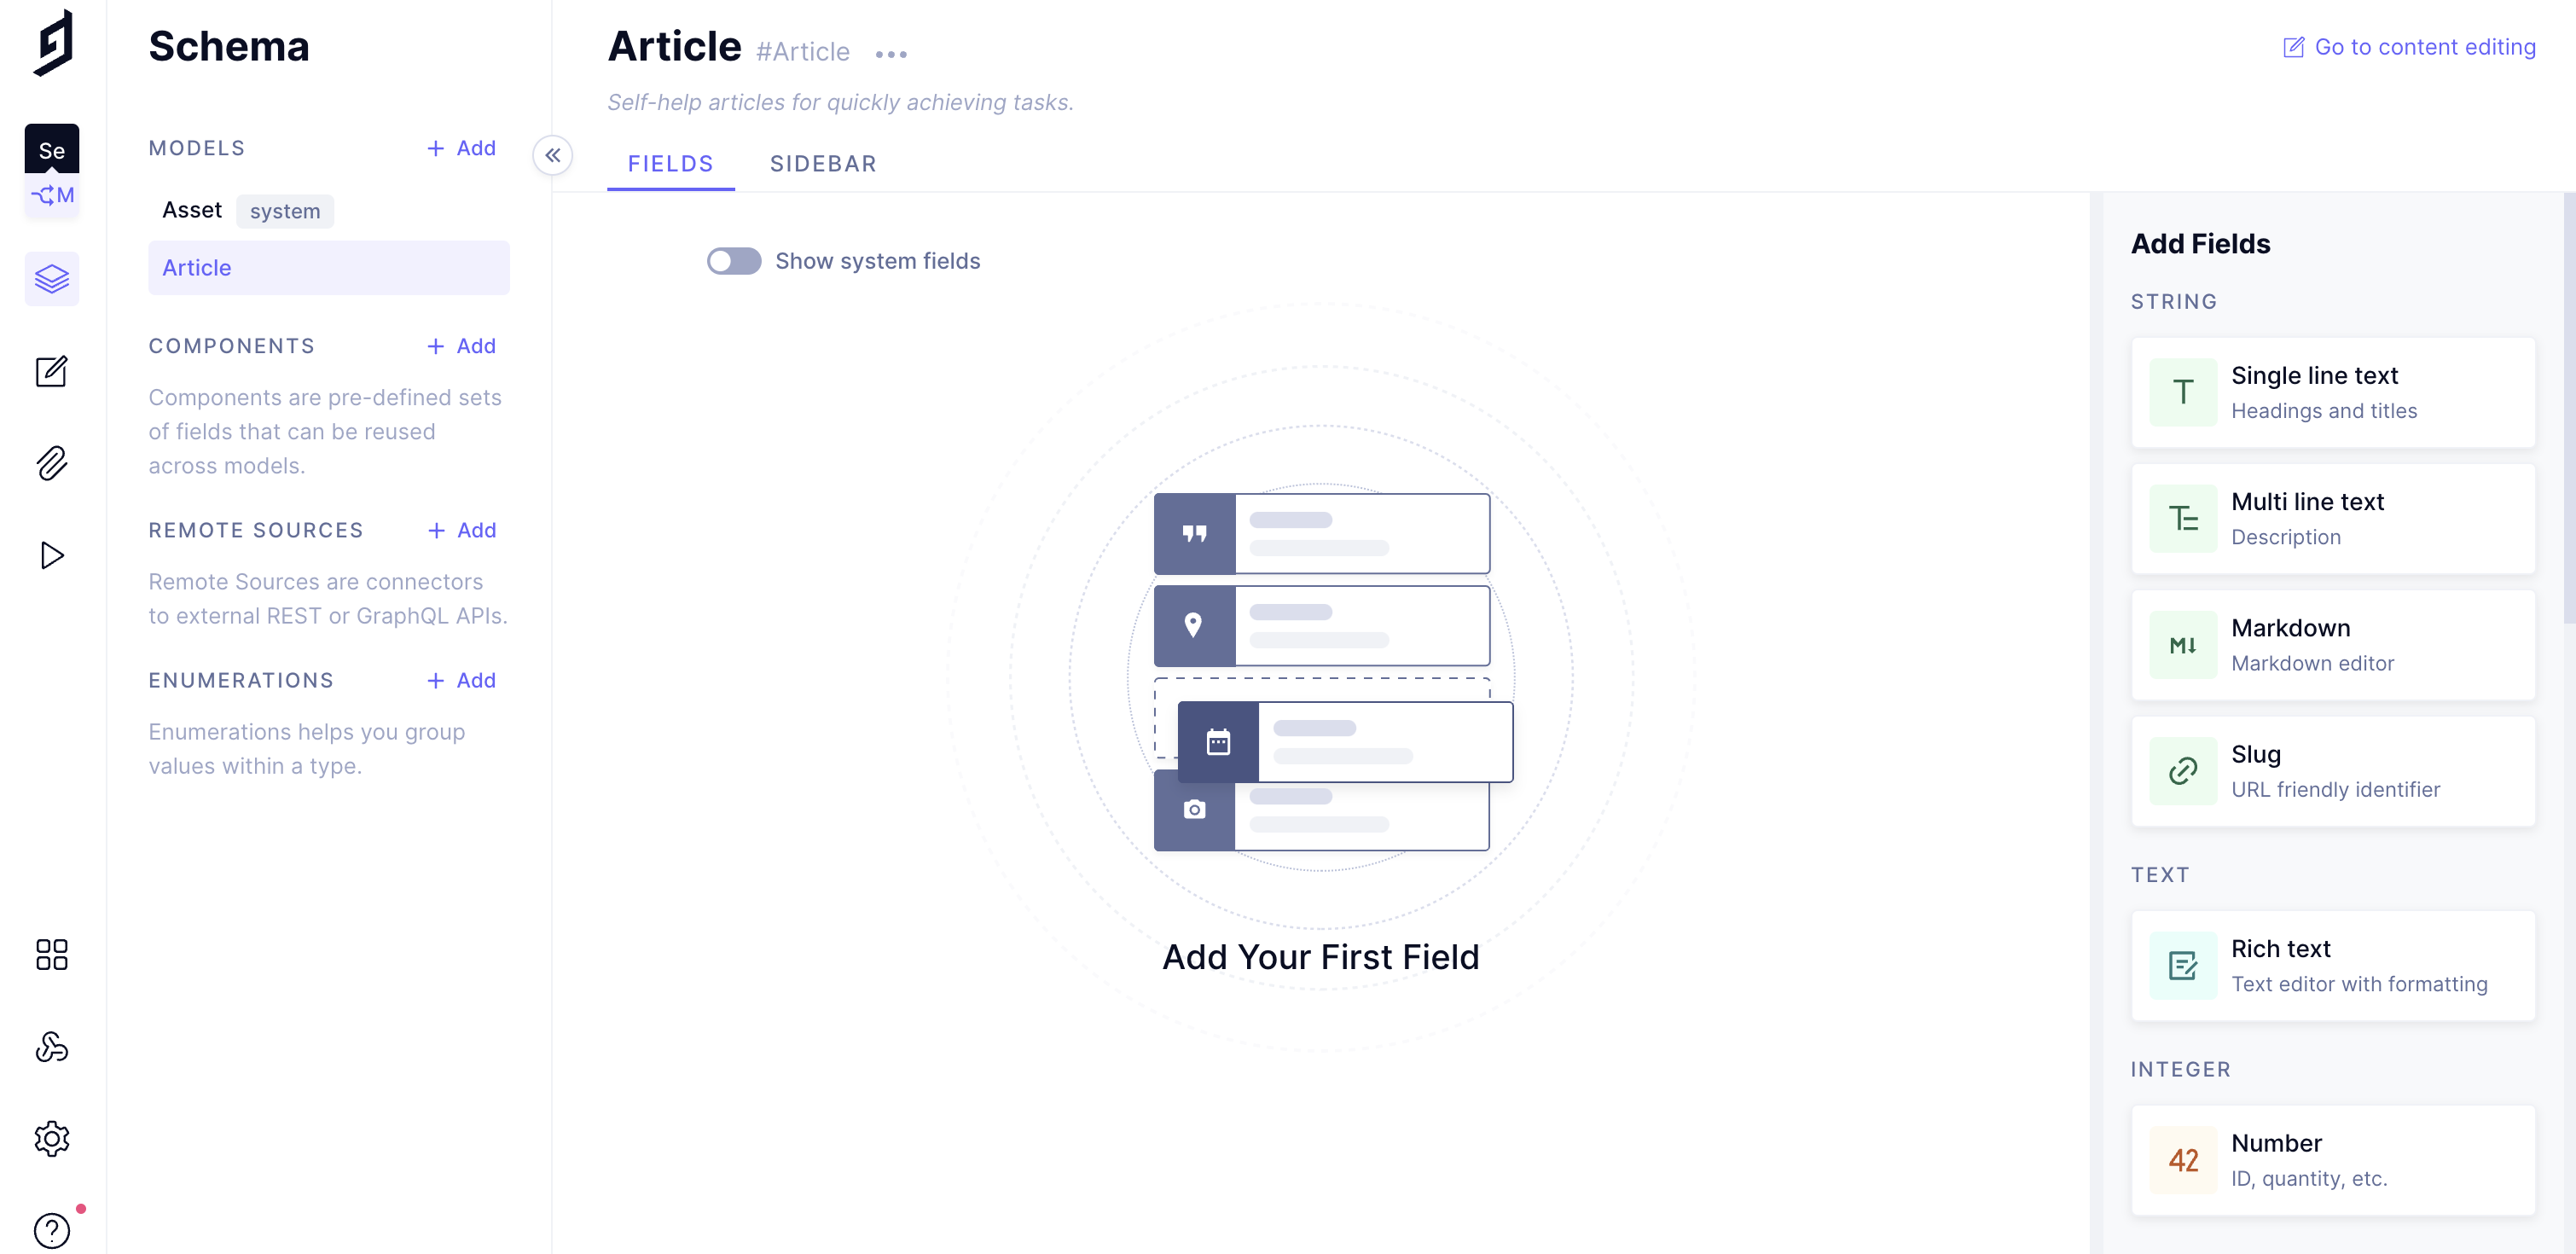 Se
M
Schema
MODELS
+ Add
Asset system
Article
COMPONENTS
+ Add
Components are pre-defined sets
of fields that can be reused
across models.
REMOTE SOURCES
+ Add
Remote Sources are connectors
to external REST or GraphQL APIs.
ENUMERATIONS
+ Add
Enumerations helps you group
values within a type.
Article #Article
Self-help articles for quickly achieving tasks.
Go to content editing
FIELDS
SIDEBAR
Show system fields
Add Your First Field
Add Fields
STRING
T
Single line text
Headings and titles
T
Multi line text
Description
M↓
Markdown
Markdown editor
Slug
URL friendly identifier
TEXT
Rich text
Text editor with formatting
INTEGER
42
Number
ID, quantity, etc.